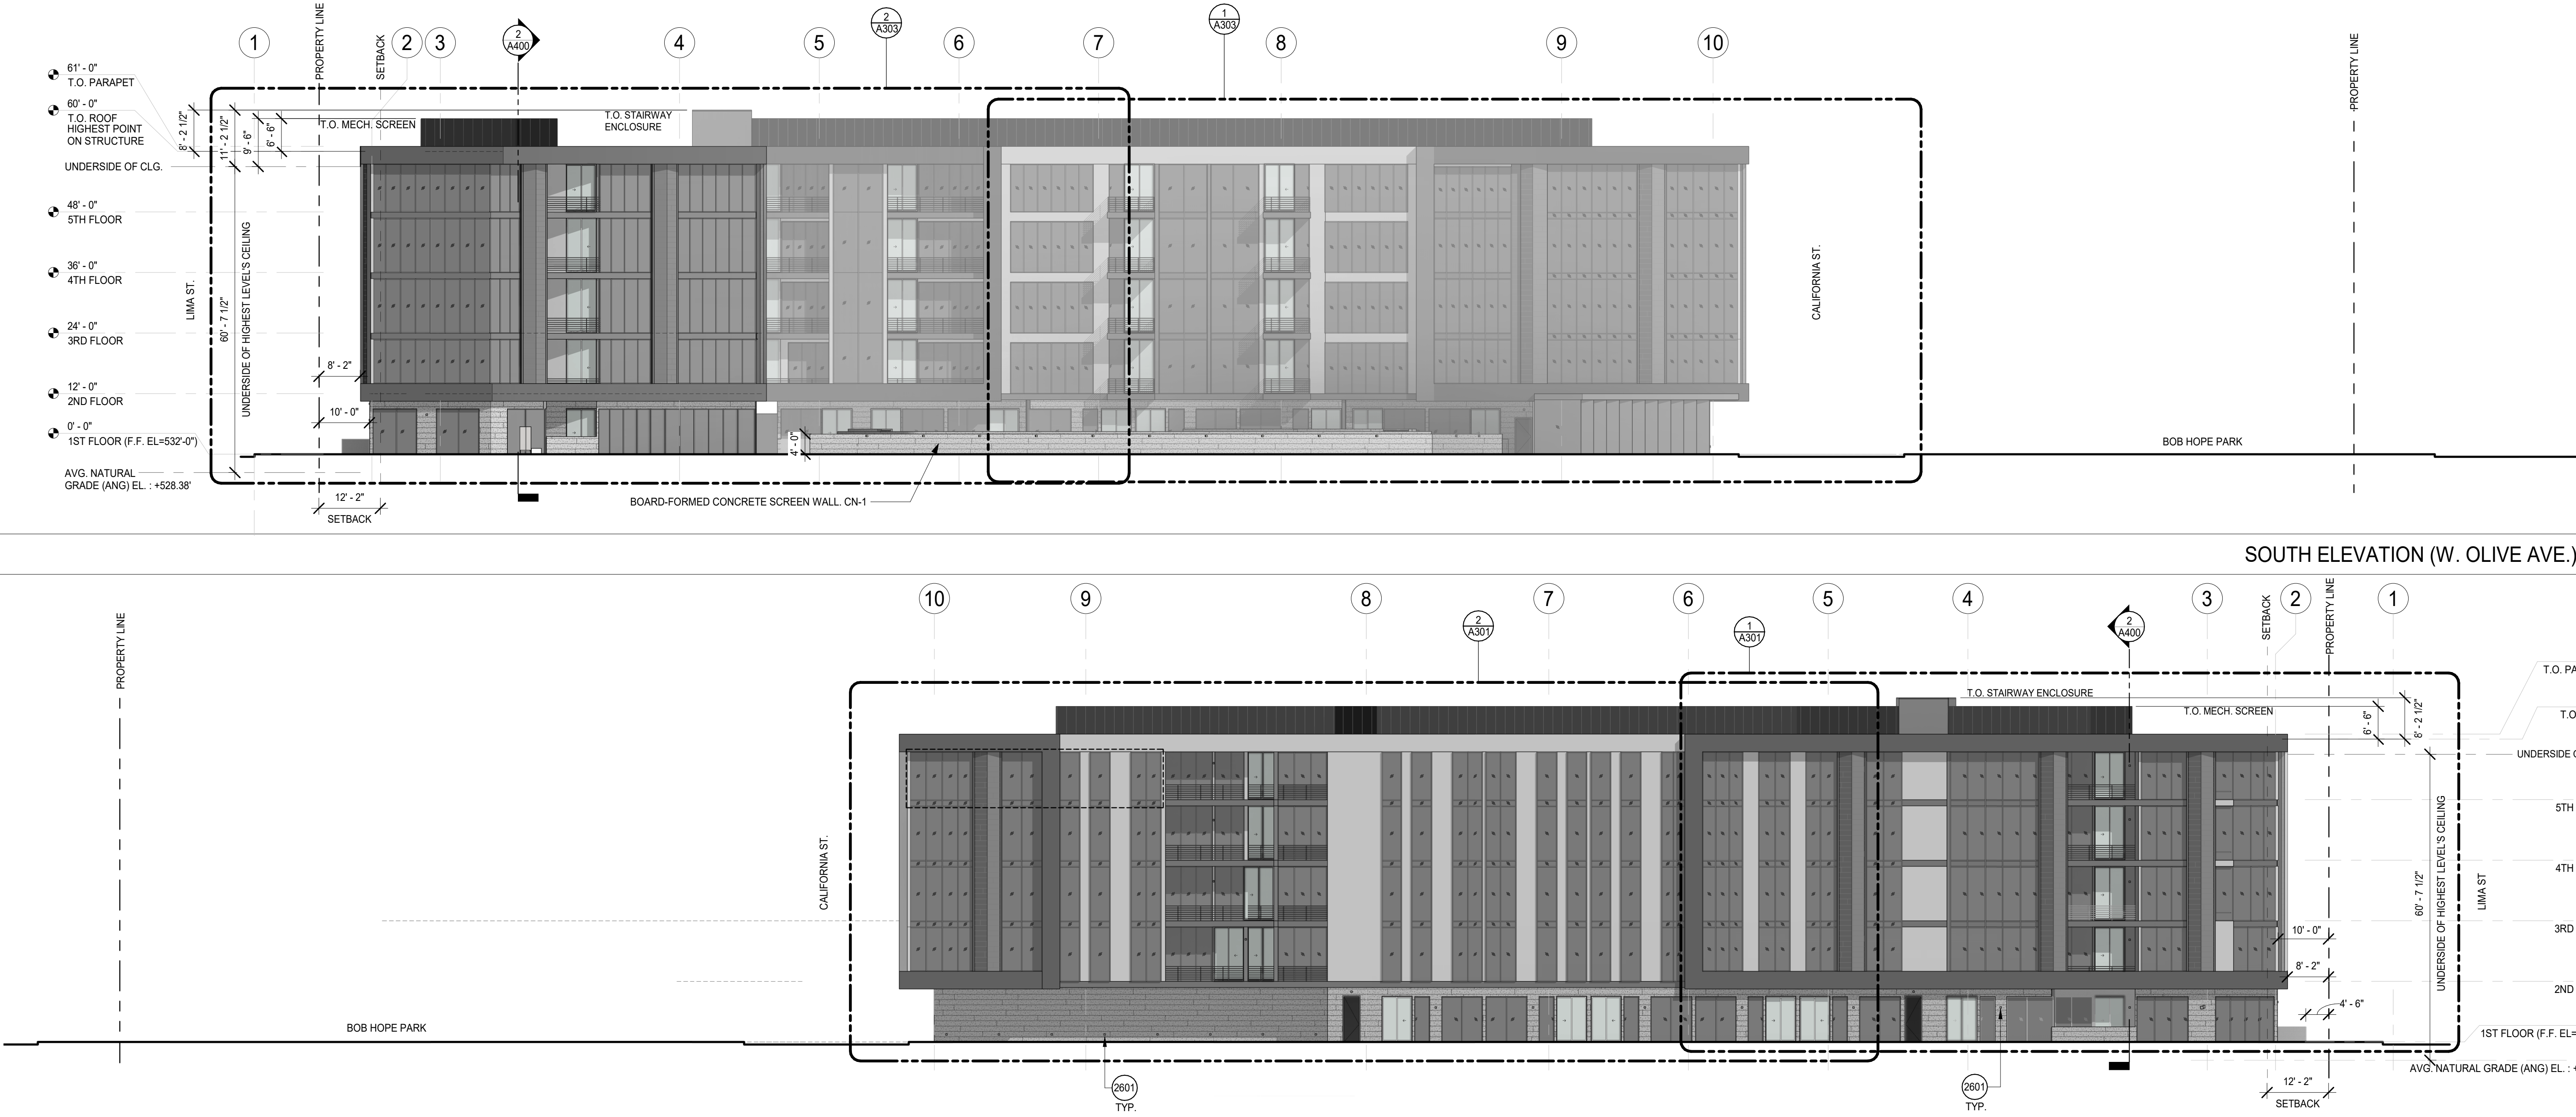 1
PROPERTY LINE
SETBACK
2
3
2
A400
4
5
2
A303
6
7
1
A303
8
9
10
PROPERTY LINE
61' - 0"
T.O. PARAPET
60' - 0"
T.O. ROOF
HIGHEST POINT
ON STRUCTURE
UNDERSIDE OF CLG.
48' - 0"
5TH FLOOR
36' - 0"
4TH FLOOR
24' - 0"
3RD FLOOR
12' - 0"
2ND FLOOR
0' - 0"
1ST FLOOR (F.F. EL=532'-0")
AVG. NATURAL
GRADE (ANG) EL. : +528.38'
8' - 2 1/2"
11' - 2 1/2"
9' - 6"
6' - 6"
T.O. MECH. SCREEN
T.O. STAIRWAY
ENCLOSURE
LIMA ST.
60' - 7 1/2"
UNDERSIDE OF HIGHEST LEVEL'S CEILING
8' - 2"
10' - 0"
12' - 2"
SETBACK
4' - 0"
BOARD-FORMED CONCRETE SCREEN WALL. CN-1
CALIFORNIA ST.
BOB HOPE PARK
SOUTH ELEVATION (W. OLIVE AVE.)
PROPERTY LINE
10
9
8
2
A301
7
6
1
A301
5
4
2
A400
3
SETBACK
2
PROPERTY LINE
1
T.O. STAIRWAY ENCLOSURE
T.O. MECH. SCREEN
6' - 6"
8' - 2 1/2"
T.O. PA
T.O
UNDERSIDE
5TH
4TH
3RD
2ND
1ST FLOOR (F.F. EL=
AVG. NATURAL GRADE (ANG) EL. : +
CALIFORNIA ST.
BOB HOPE PARK
60' - 7 1/2"
UNDERSIDE OF HIGHEST LEVEL'S CEILING
LIMA ST
10' - 0"
8' - 2"
4' - 6"
12' - 2"
SETBACK
2601
TYP.
2601
TYP.